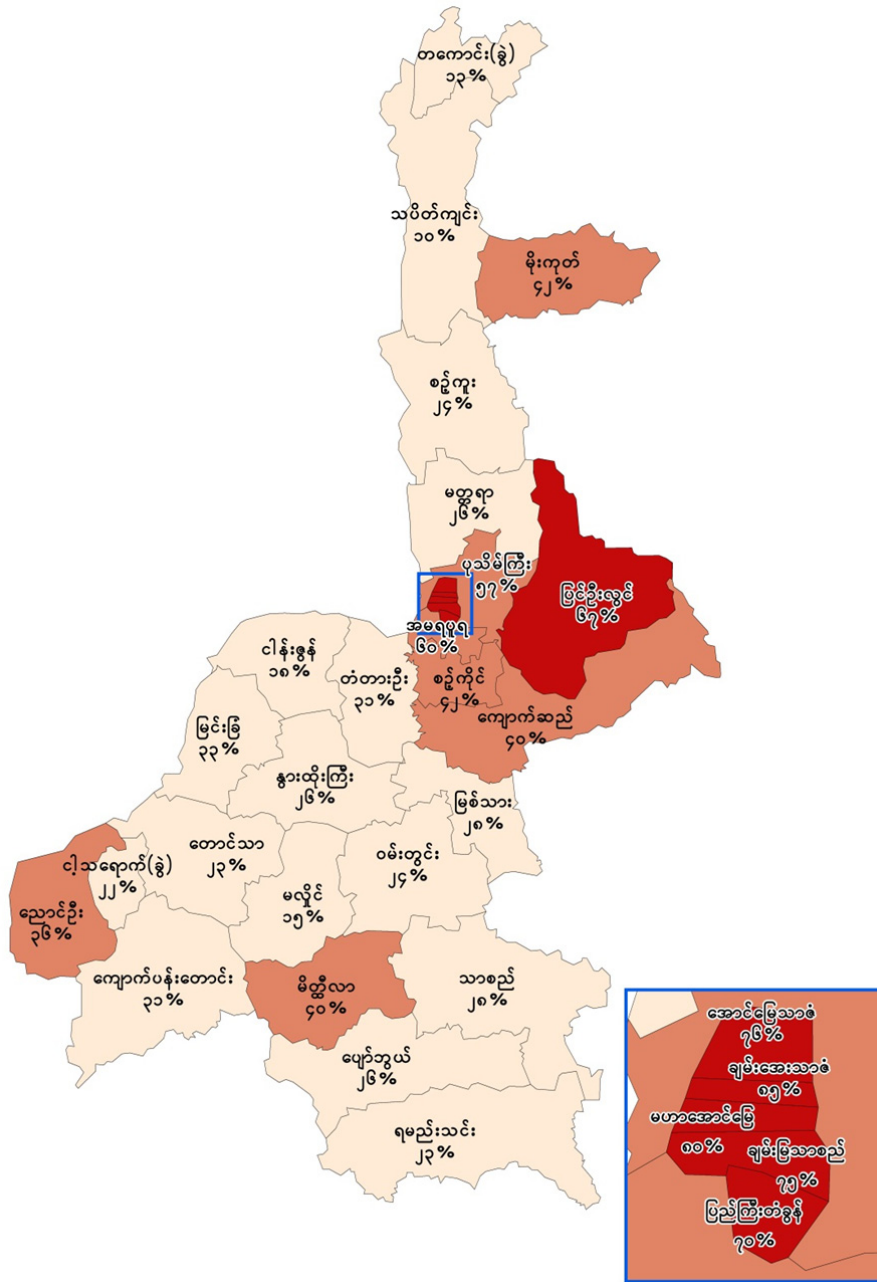 တကောင်း(ခွဲ)
၁၃%
သပိတ်ကျင်း
၁၀%
မိုးကုတ်
၄၂%
စဉ့်ကူး
၂၄%
မတ္တရာ
၂၆%
ပုသိမ်ကြီး
၅၇%
ပြင်ဦးလွင်
၆၇%
အမရပူရ
၆၀%
ငါန်းဇွန်
၁၈%
တံတားဦး
၃၁%
စဉ့်ကိုင်
၄၂%
ကျောက်ဆည်
၄၀%
မြင်းခြံ
၃၃%
နွားထိုးကြီး
၂၆%
မြစ်သား
၂၈%
တောင်သာ
၂၃%
ဝမ်းတွင်း
၂၄%
ငါ့သရောက်(ခွဲ)
၂၂%
မလှိုင်
၁၅%
ညောင်ဦး
၃၆%
ကျောက်ပန်းတောင်း
၃၁%
မိတ္ထီလာ
၄၀%
သာစည်
၂၈%
ပျော်ဘွယ်
၂၆%
ရမည်းသင်း
၂၃%
အောင်မြေသာဇံ
၇၆%
ချမ်းအေးသာဇံ
၈၅%
မဟာအောင်မြေ
၈၀%
ချမ်းမြသာစည်
၇၅%
ပြည်ကြီးတံခွန်
၇၀%